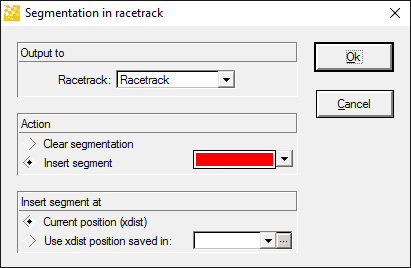 Segmentation in racetrack
Output to
Racetrack: Racetrack
Ok
Cancel
Action
Clear segmentation
Insert segment
Insert segment at
Current position (xdist)
Use xdist position saved in:
...